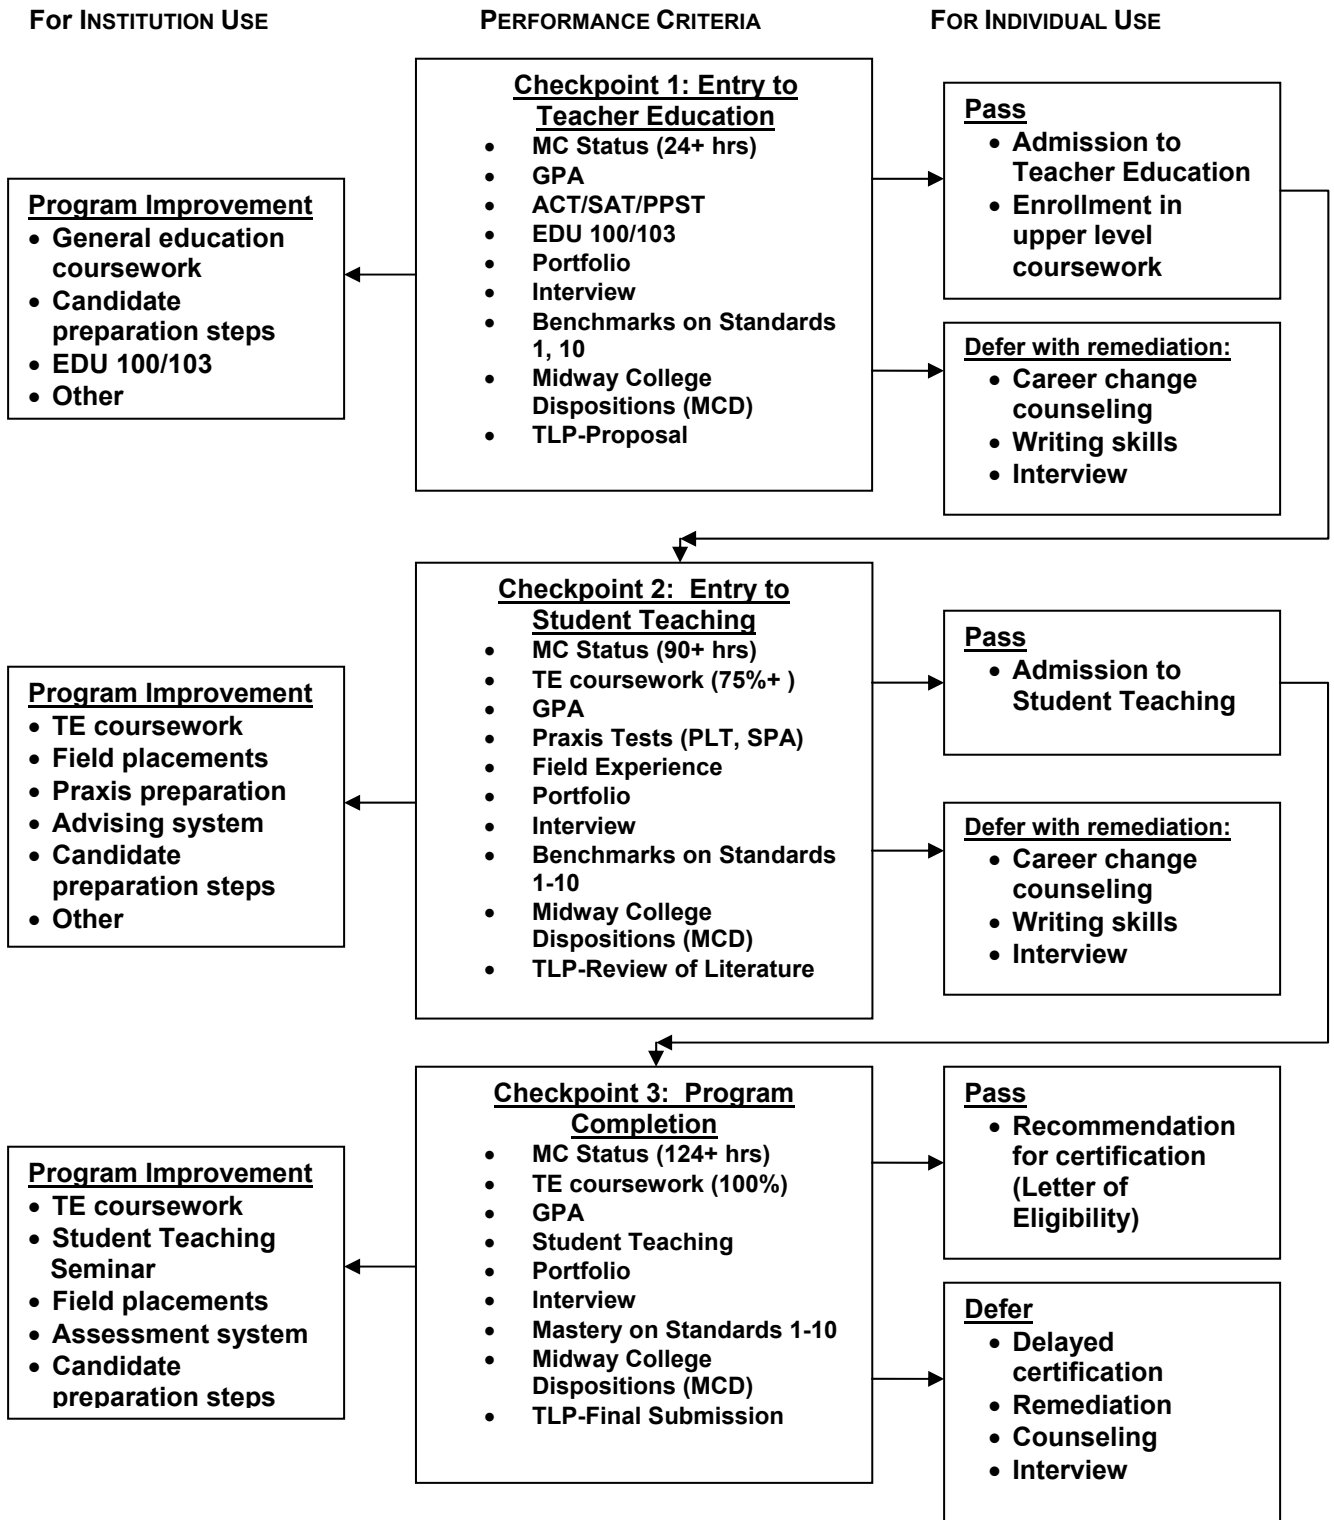 For INSTITUTION USE
PERFORMANCE CRITERIA
FOR INDIVIDUAL USE
Checkpoint 1: Entry to
Teacher Education
• MC Status (24+ hrs)
• GPA
• ACT/SAT/PPST
• EDU 100/103
• Portfolio
• Interview
• Benchmarks on Standards
1, 10
• Midway College
Dispositions (MCD)
• TLP-Proposal
Pass
• Admission to
Teacher Education
• Enrollment in
upper level
coursework
Program Improvement
• General education
coursework
• Candidate
preparation steps
• EDU 100/103
• Other
Defer with remediation:
• Career change
counseling
• Writing skills
• Interview
Checkpoint 2: Entry to
Student Teaching
• MC Status (90+ hrs)
• TE coursework (75%+ )
• GPA
• Praxis Tests (PLT, SPA)
• Field Experience
• Portfolio
• Interview
• Benchmarks on Standards
1-10
• Midway College
Dispositions (MCD)
• TLP-Review of Literature
Pass
• Admission to
Student Teaching
Program Improvement
• TE coursework
• Field placements
• Praxis preparation
• Advising system
• Candidate
preparation steps
• Other
Defer with remediation:
• Career change
counseling
• Writing skills
• Interview
Checkpoint 3: Program
Completion
• MC Status (124+ hrs)
• TE coursework (100%)
• GPA
• Student Teaching
• Portfolio
• Interview
• Mastery on Standards 1-10
• Midway College
Dispositions (MCD)
• TLP-Final Submission
Pass
• Recommendation
for certification
(Letter of
Eligibility)
Program Improvement
• TE coursework
• Student Teaching
Seminar
• Field placements
• Assessment system
• Candidate
preparation steps
Defer
• Delayed
certification
• Remediation
• Counseling
• Interview